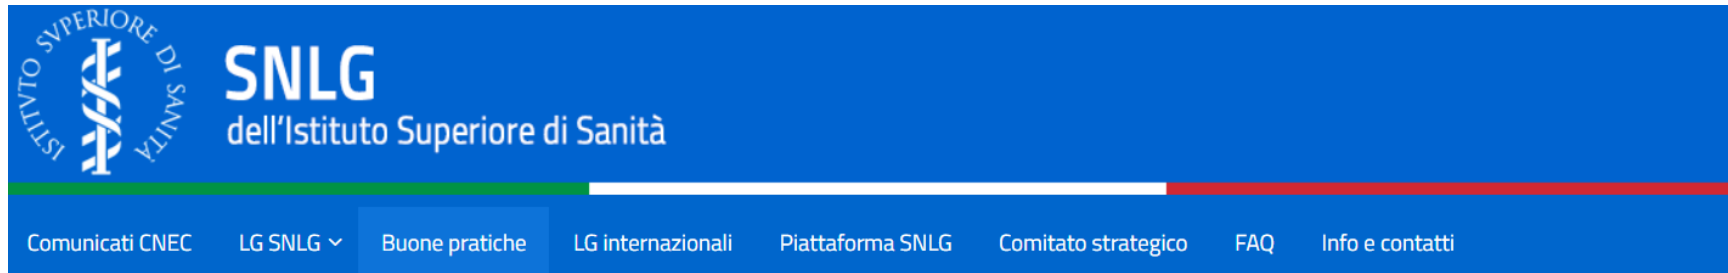 ISTITVTO SVPERIORE DI SANITÀ
SNLG
dell'Istituto Superiore di Sanità
Comunicati CNEC LG SNLG Buone pratiche LG internazionali Piattaforma SNLG Comitato strategico FAQ Info e contatti